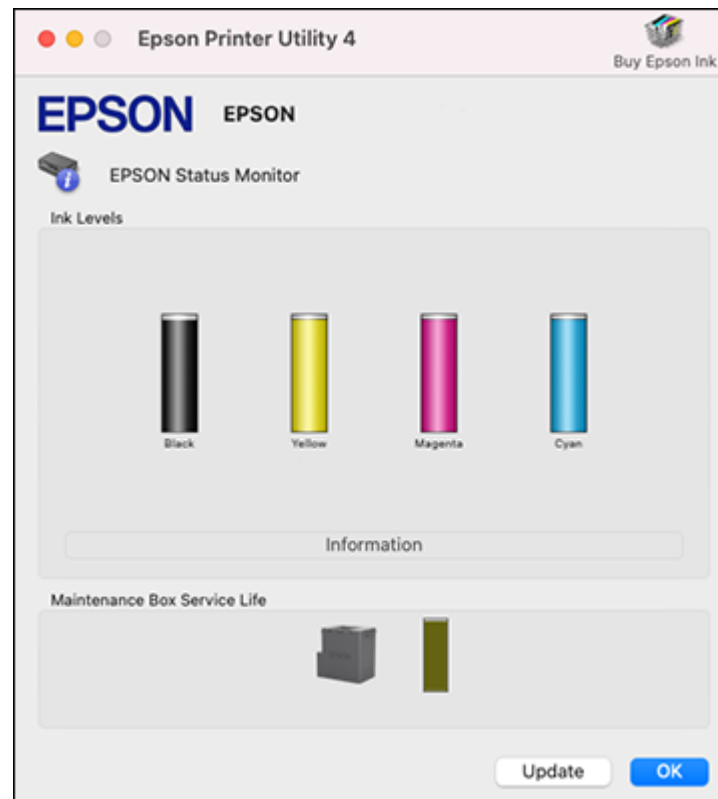 Epson Printer Utility 4
Buy Epson Ink
EPSON EPSON
EPSON Status Monitor
Ink Levels
Black Yellow Magenta Cyan
Information
Maintenance Box Service Life
Update OK